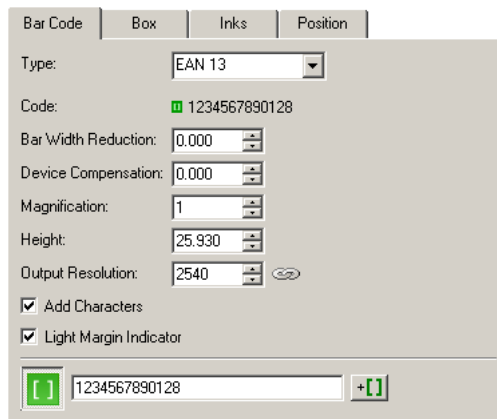 Bar Code Box Inks Position
Type: EAN 13
Code: [] 1234567890128
Bar Width Reduction: 0.000
Device Compensation: 0.000
Magnification: 1
Height: 25.930
Output Resolution: 2540
Add Characters
Light Margin Indicator
[] 1234567890128 +[]